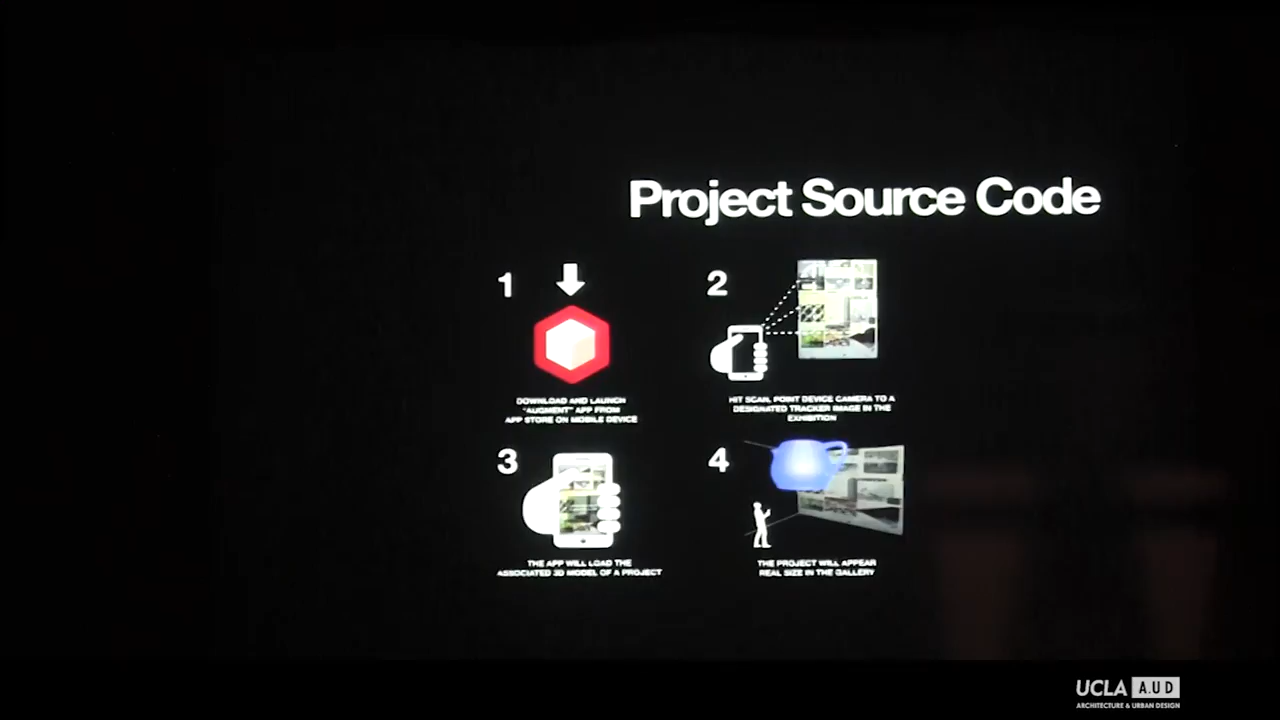 Project Source Code
1
DOWNLOAD AND LAUNCH
"AUGMENT" APP FROM
APP STORE ON MOBILE DEVICE
2
HIT SCAN, POINT DEVICE CAMERA TO A
DESIGNATED TRACKER IMAGE IN THE
EXHIBITION
3
THE APP WILL LOAD THE
ASSOCIATED 3D MODEL OF A PROJECT
4
THE PROJECT WILL APPEAR
REAL SIZE IN THE GALLERY
UCLA A.U D
ARCHITECTURE & URBAN DESIGN